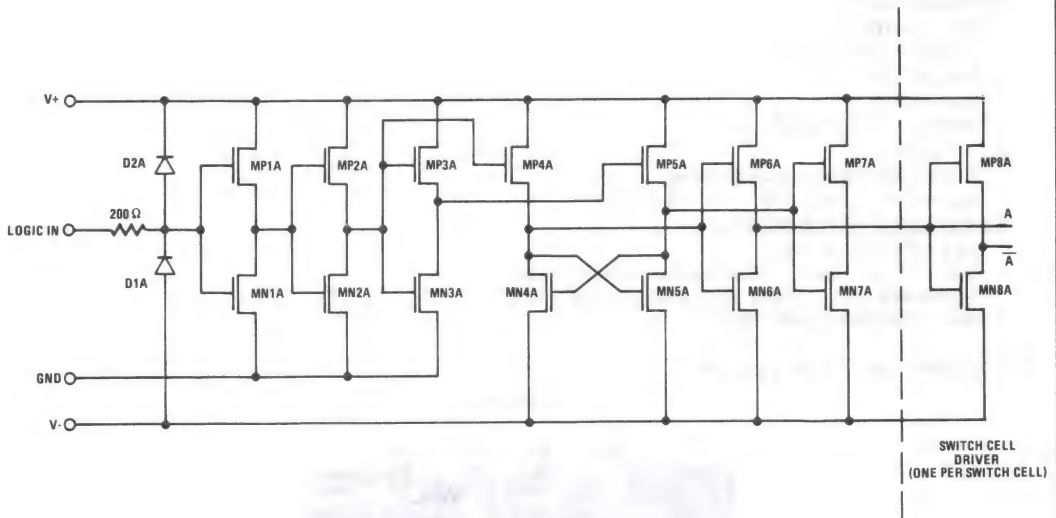 V+
D2A
MP1A
MP2A
MP3A
MP4A
MP5A
MP6A
MP7A
MP8A
200Ω
LOGIC IN
A
A̅
D1A
MN1A
MN2A
MN3A
MN4A
MN5A
MN6A
MN7A
MN8A
GND
V-
SWITCH CELL
DRIVER
(ONE PER SWITCH CELL)